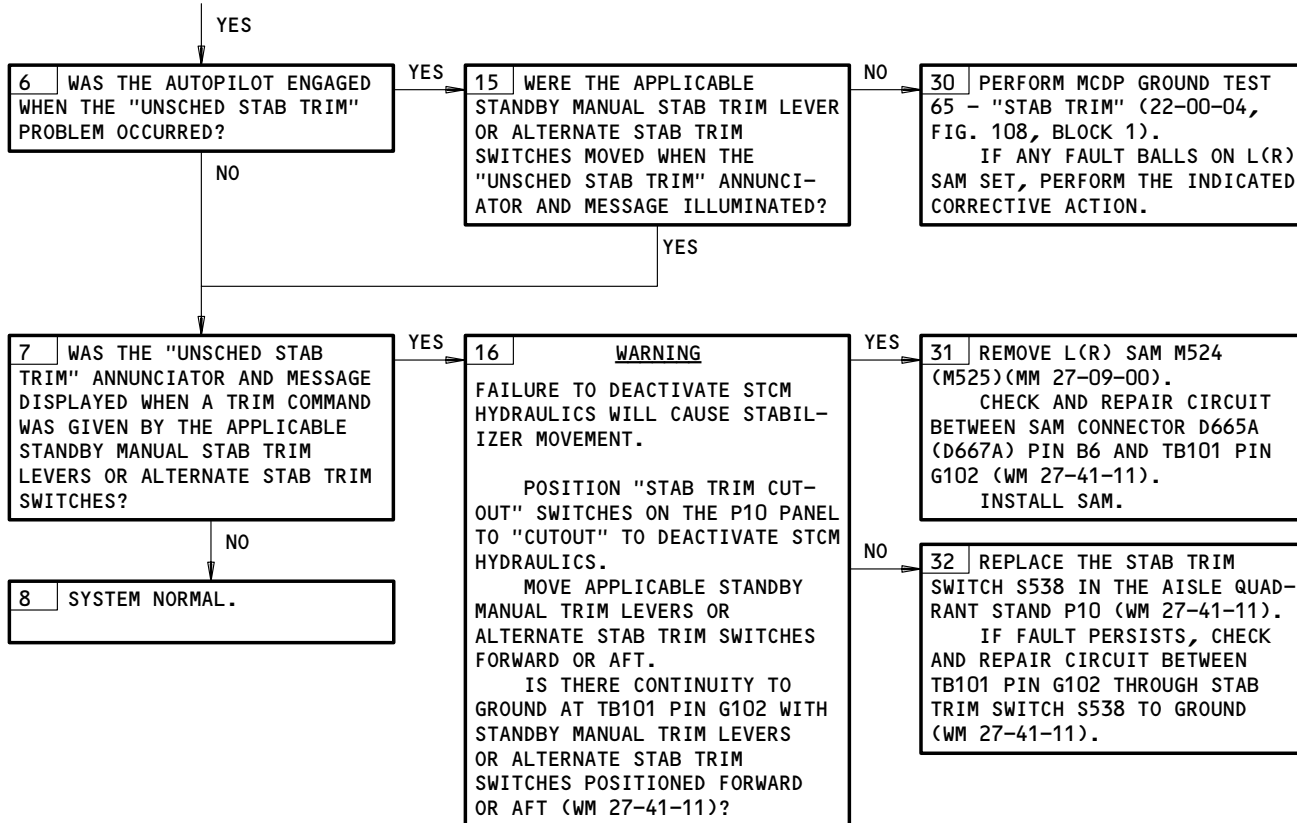 YES
6 WAS THE AUTOPILOT ENGAGED
WHEN THE "UNSCHED STAB TRIM"
PROBLEM OCCURRED?
YES
NO
15 WERE THE APPLICABLE
STANDBY MANUAL STAB TRIM LEVER
OR ALTERNATE STAB TRIM
SWITCHES MOVED WHEN THE
"UNSCHED STAB TRIM" ANNUNCI-
ATOR AND MESSAGE ILLUMINATED?
NO
YES
30 PERFORM MCDP GROUND TEST
65 - "STAB TRIM" (22-00-04,
FIG. 108, BLOCK 1).
IF ANY FAULT BALLS ON L(R)
SAM SET, PERFORM THE INDICATED
CORRECTIVE ACTION.
7 WAS THE "UNSCHED STAB
TRIM" ANNUNCIATOR AND MESSAGE
DISPLAYED WHEN A TRIM COMMAND
WAS GIVEN BY THE APPLICABLE
STANDBY MANUAL STAB TRIM
LEVERS OR ALTERNATE STAB TRIM
SWITCHES?
YES
NO
8 SYSTEM NORMAL.
16 WARNING
FAILURE TO DEACTIVATE STCM
HYDRAULICS WILL CAUSE STABIL-
IZER MOVEMENT.
POSITION "STAB TRIM CUT-
OUT" SWITCHES ON THE P10 PANEL
TO "CUTOUT" TO DEACTIVATE STCM
HYDRAULICS.
MOVE APPLICABLE STANDBY
MANUAL TRIM LEVERS OR
ALTERNATE STAB TRIM SWITCHES
FORWARD OR AFT.
IS THERE CONTINUITY TO
GROUND AT TB101 PIN G102 WITH
STANDBY MANUAL TRIM LEVERS
OR ALTERNATE STAB TRIM
SWITCHES POSITIONED FORWARD
OR AFT (WM 27-41-11)?
YES
31 REMOVE L(R) SAM M524
(M525)(MM 27-09-00).
CHECK AND REPAIR CIRCUIT
BETWEEN SAM CONNECTOR D665A
(D667A) PIN B6 AND TB101 PIN
G102 (WM 27-41-11).
INSTALL SAM.
NO
32 REPLACE THE STAB TRIM
SWITCH S538 IN THE AISLE QUAD-
RANT STAND P10 (WM 27-41-11).
IF FAULT PERSISTS, CHECK
AND REPAIR CIRCUIT BETWEEN
TB101 PIN G102 THROUGH STAB
TRIM SWITCH S538 TO GROUND
(WM 27-41-11).